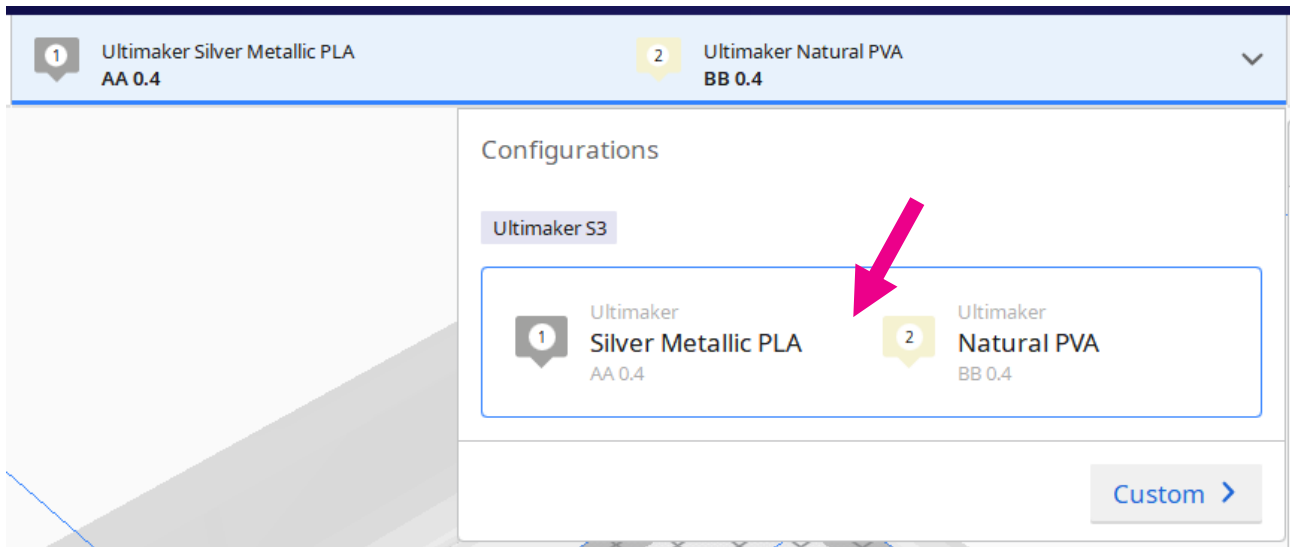 1 Ultimaker Silver Metallic PLA
AA 0.4
2 Ultimaker Natural PVA
BB 0.4
Configurations
Ultimaker S3
1
Ultimaker
Silver Metallic PLA
AA 0.4
2
Ultimaker
Natural PVA
BB 0.4
Custom